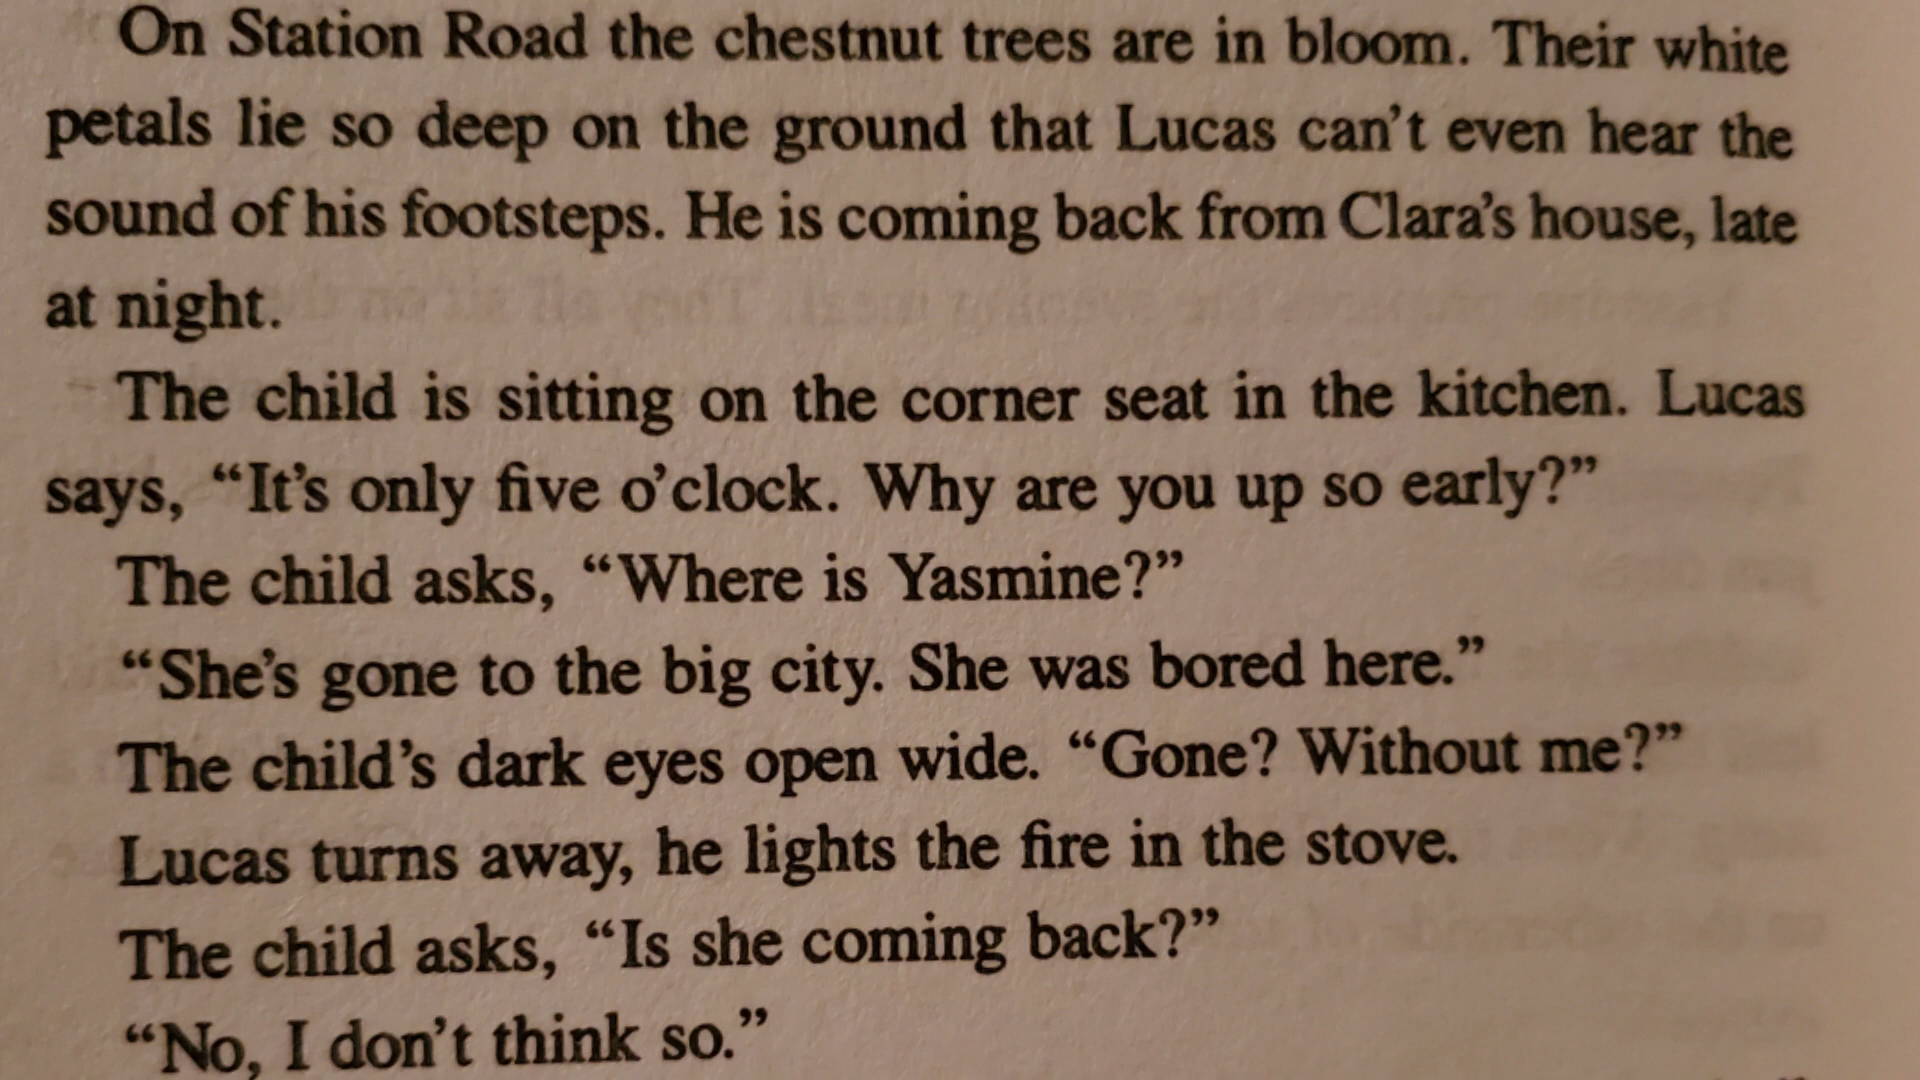 On Station Road the chestnut trees are in bloom. Their white
petals lie so deep on the ground that Lucas can’t even hear the
sound of his footsteps. He is coming back from Clara’s house, late
at night.
The child is sitting on the corner seat in the kitchen. Lucas
says, “It’s only five o’clock. Why are you up so early?”
The child asks, “Where is Yasmine?”
“She’s gone to the big city. She was bored here.”
The child’s dark eyes open wide. “Gone? Without me?”
Lucas turns away, he lights the fire in the stove.
The child asks, “Is she coming back?”
“No, I don’t think so.”